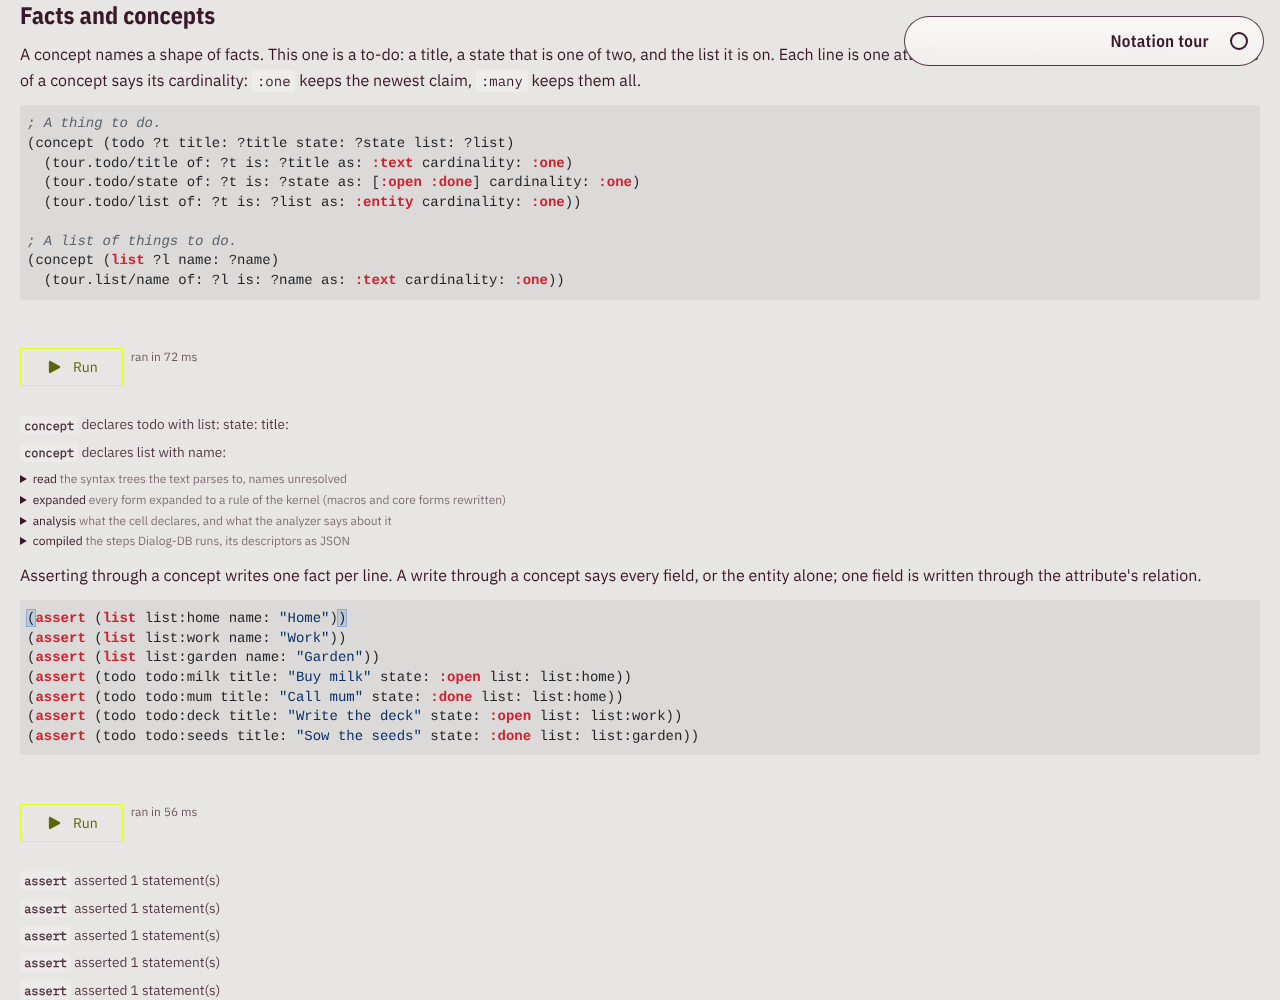 Facts and concepts
Notation tour
A concept names a shape of facts. This one is a to-do: a title, a state that is one of two, and the list it is on. Each line is one
of a concept says its cardinality: :one keeps the newest claim, :many keeps them all.
; A thing to do.
(concept (todo ?t title: ?title state: ?state list: ?list)
(tour.todo/title of: ?t is: ?title as: :text cardinality: :one)
(tour.todo/state of: ?t is: ?state as: [:open :done] cardinality: :one)
(tour.todo/list of: ?t is: ?list as: :entity cardinality: :one))
; A list of things to do.
(concept (list ?l name: ?name)
(tour.list/name of: ?l is: ?name as: :text cardinality: :one))
Run
ran in 72 ms
concept declares todo with list: state: title:
concept declares list with name:
read the syntax trees the text parses to, names unresolved
expanded every form expanded to a rule of the kernel (macros and core forms rewritten)
analysis what the cell declares, and what the analyzer says about it
compiled the steps Dialog-DB runs, its descriptors as JSON
Asserting through a concept writes one fact per line. A write through a concept says every field, or the entity alone; one field is written through the attribute's relation.
(assert (list list:home name: "Home"))
(assert (list list:work name: "Work"))
(assert (list list:garden name: "Garden"))
(assert (todo todo:milk title: "Buy milk" state: :open list: list:home))
(assert (todo todo:mum title: "Call mum" state: :done list: list:home))
(assert (todo todo:deck title: "Write the deck" state: :open list: list:work))
(assert (todo todo:seeds title: "Sow the seeds" state: :done list: list:garden))
Run
ran in 56 ms
assert asserted 1 statement(s)
assert asserted 1 statement(s)
assert asserted 1 statement(s)
assert asserted 1 statement(s)
assert asserted 1 statement(s)